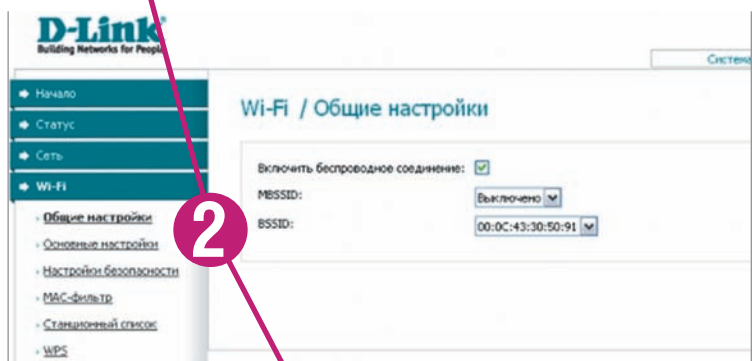 D-Link
Building Networks for People
Система
Начало
Статус
Сеть
Wi-Fi
Общие настройки
Основные настройки
Настройки безопасности
MAC-фильтр
Станционный список
WPS
Wi-Fi / Общие настройки
Включить беспроводное соединение:
MBSSID: Выключено
BSSID: 00:0C:43:30:50:91
2